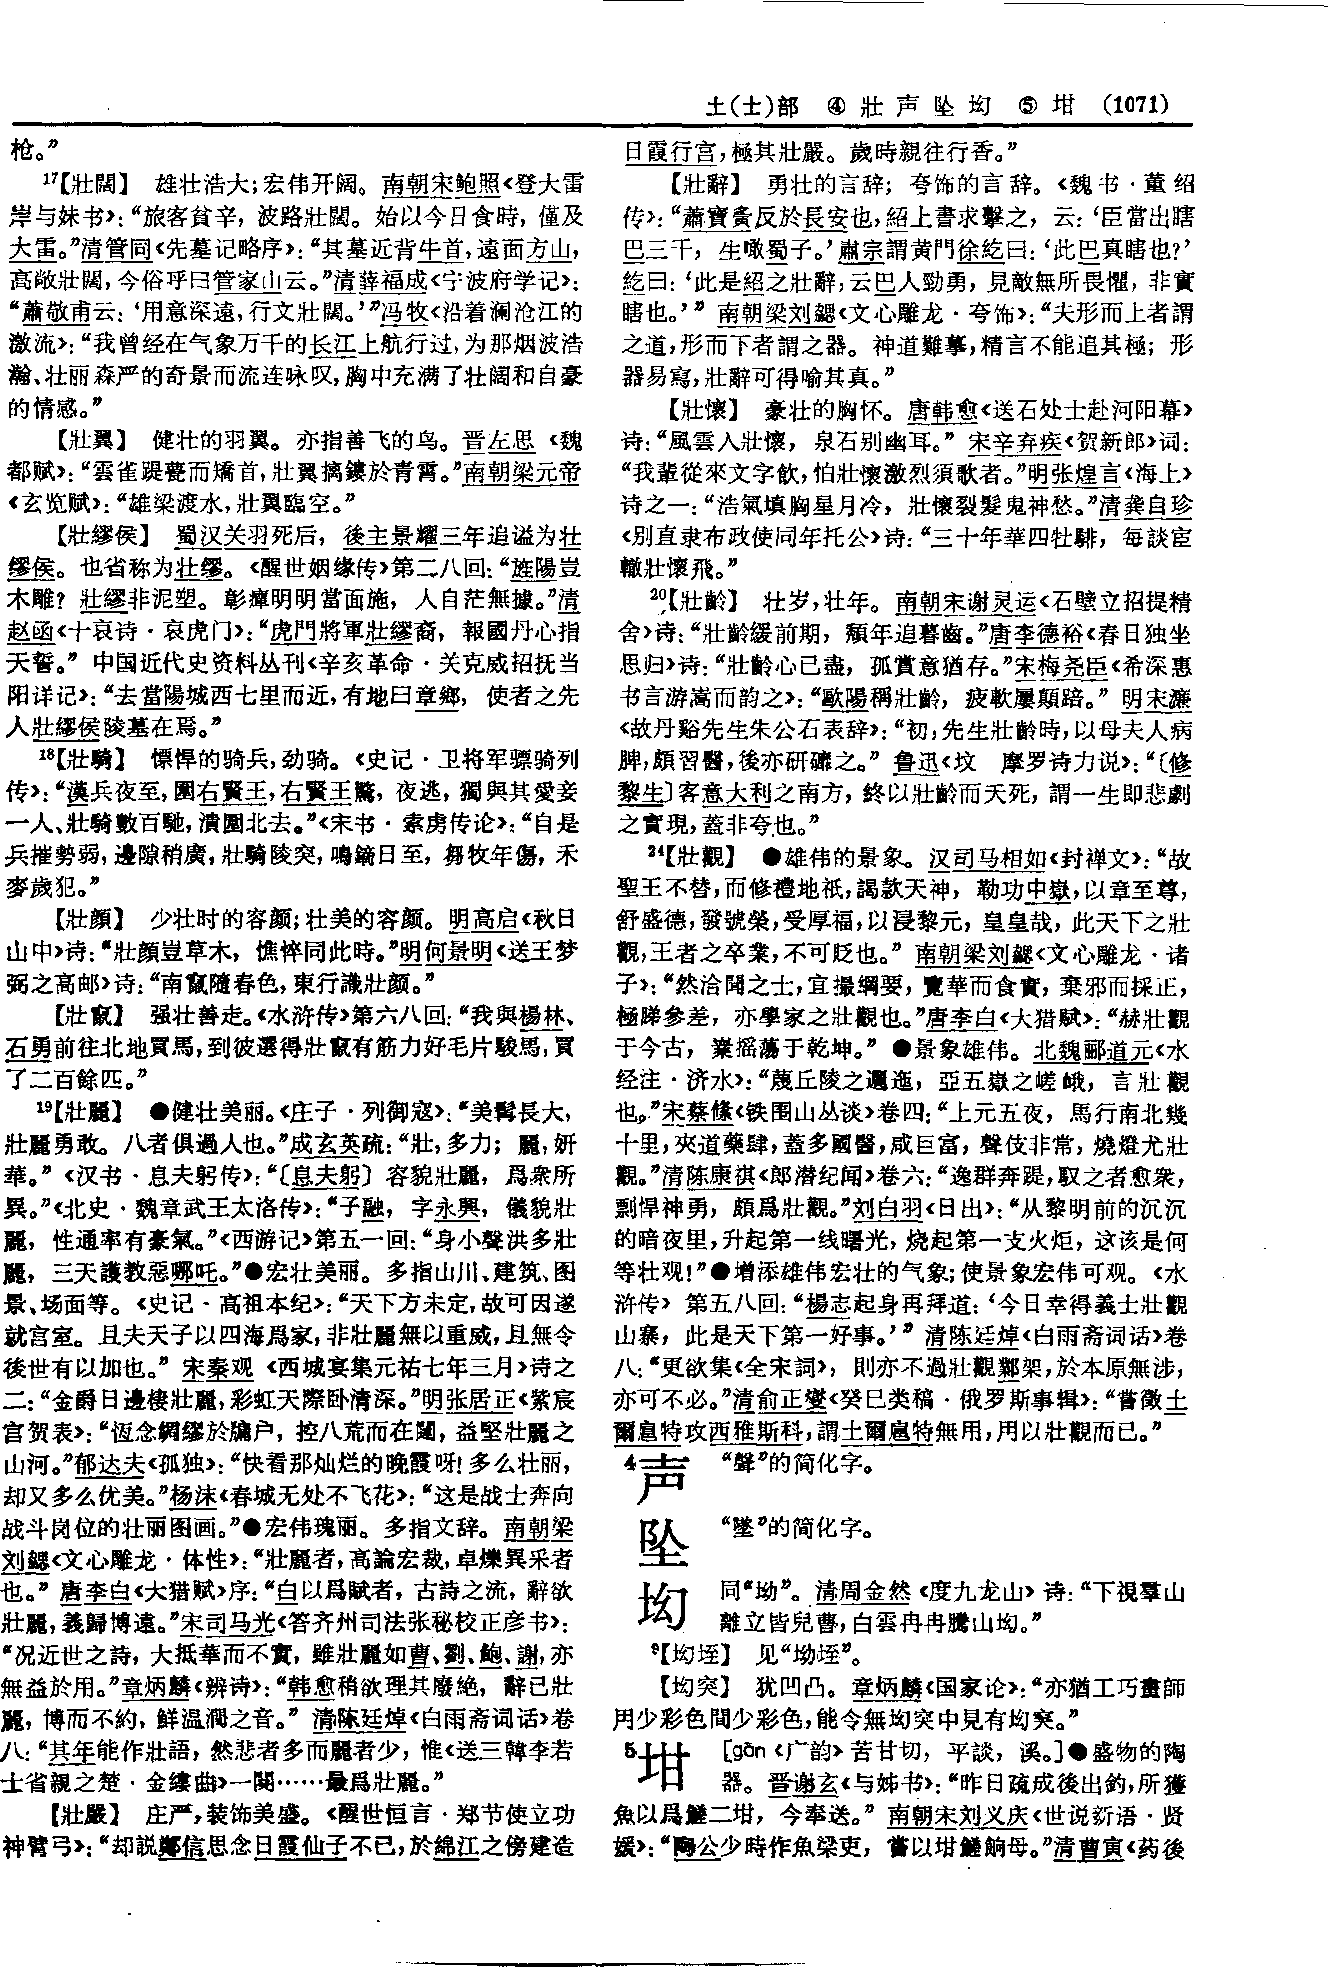 土(士)部 ④壯声坠㘭 ⑤坩 (1071)
枪。”
17【壯闊】 雄壮浩大;宏伟开阔。南朝宋鲍照《登大雷
岸与妹书》:“旅客貧辛,波路壯闊。始以今日食時,僅及
大雷。”清管同《先墓记略序》:“其墓近背牛首,遠面方山,
高敞壯闊,今俗乎曰管家山云。”清薛福成《宁波府学记》:
“蕭敬甫云:‘用意深遠,行文壯闊。’”冯牧《沿着澜沧江的
激流》:“我曾经在气象万千的长江上航行过,为那烟波浩
瀚、壮丽森严的奇景而流连咏叹,胸中充满了壮阔和自豪
的情感。”
【壯翼】 健壮的羽翼。亦指善飞的鸟。晋左思《魏
都赋》:“雲雀踶甍而矯首,壯翼摛鏤於青霄。”南朝梁元帝
《玄览赋》:“雄梁渡水,壯翼臨空。”
【壯繆侯】 蜀汉关羽死后,後主景耀三年追谥为壮
缪侯。也省称为壮缪。《醒世姻缘传》第二八回:“旌陽豈
木雕?壯繆非泥塑。彰癉明明當面施,人自茫無據。”清
赵函《十哀诗·哀虎门》:“虎門將軍壯繆裔,報國丹心指
天誓。”中国近代史资料丛刊《辛亥革命·关克威招抚当
阳详记》:“去當陽城西七里而近,有地曰章鄉,使者之先
人壯繆侯陵墓在焉。”
18【壯騎】 慓悍的骑兵,劲骑。《史记·卫将军骠骑列
传》:“漢兵夜至,圍右賢王,右賢王驚,夜逃,獨與其愛妾
一人、壯騎數百馳,潰圍北去。”《宋书·索虏传论》:“自是
兵摧勢弱,邊隙稍廣,壯騎陵突,鳴鏑日至,芻牧年傷,禾
麥歲犯。”
【壯顔】 少壮时的容颜;壮美的容颜。明高启《秋日
山中》诗:“壯顔豈草木,憔悴同此時。”明何景明《送王梦
弼之高邮》诗:“南竄隨春色,東行識壯颜。”
【壯竄】 强壮善走。《水浒传》第六八回:“我與楊林、
石勇前往北地買馬,到彼選得壯竄有筋力好毛片駿馬,買
了二百餘匹。”
19【壯麗】 ●健壮美丽。《庄子·列御寇》:“美髯長大,
壯麗勇敢。八者俱過人也。”成玄英疏:“壯,多力;麗,妍
華。”《汉书·息夫躬传》:“〔息夫躬〕容貌壯麗,爲衆所
異。”《北史·魏章武王太洛传》:“子融,字永興,儀貌壯
麗,性通率有豪氣。”《西游记》第五一回:“身小聲洪多壯
麗,三天護教惡哪吒。”●宏壮美丽。多指山川、建筑、图
景、场面等。《史记·高祖本纪》:“天下方未定,故可因遂
就宫室。且夫天子以四海爲家,非壯麗無以重威,且無令
後世有以加也。”宋秦观《西城宴集元祐七年三月》诗之
二:“金爵日邊棲壯麗,彩虹天際卧清深。”明张居正《紫宸
宫贺表》:“恆念綢繆於牖户,控八荒而在闥,益堅壯麗之
山河。”郁达夫《孤独》:“快看那灿烂的晚霞呀!多么壮丽,
却又多么优美。”杨沫《春城无处不飞花》:“这是战士奔向
战斗岗位的壮丽图画。”●宏伟瑰丽。多指文辞。南朝梁
刘勰《文心雕龙·体性》:“壯麗者,高論宏裁,卓爍異采者
也。”唐李白《大猎赋》序:“白以爲賦者,古詩之流,辭欲
壯麗,義歸博遠。”宋司马光《答齐州司法张秘校正彦书》:
“况近世之詩,大抵華而不實,雖壯麗如曹、劉、鮑、謝,亦
無益於用。”章炳麟《辨诗》:“韩愈稍欲理其廢絶,辭已壯
麗,博而不約,鮮温潤之音。”清陈廷焯《白雨斋词话》卷
八:“其年能作壯語,然悲者多而麗者少,惟《送三韓李若
士省親之楚·金缕曲》一闋……最爲壯麗。”
【壯嚴】 庄严,装饰美盛。《醒世恒言·郑节使立功
神臂弓》:“却説鄭信思念日霞仙子不已,於綿江之傍建造
日霞行宫,極其壯嚴。歲時親往行香。”
【壯辭】 勇壮的言辞;夸饰的言辞。《魏书·董绍
传》:“蕭寶夤反於長安也,紹上書求擊之,云:‘臣當出瞎
巴三千,生噉蜀子。’肅宗謂黄門徐紇曰:‘此巴真瞎也?’
紇曰:‘此是紹之壯辭,云巴人勁勇,見敵無所畏懼,非實
瞎也。’”南朝梁刘勰《文心雕龙·夸饰》:“夫形而上者謂
之道,形而下者謂之器。神道難摹,精言不能追其極;形
器易寫,壯辭可得喻其真。”
【壯懷】 豪壮的胸怀。唐韩愈《送石处士赴河阳幕》
诗:“風雲入壯懷,泉石别幽耳。”宋辛弃疾《贺新郎》词:
“我輩從來文字飲,怕壯懷激烈須歌者。”明张煌言《海上》
诗之一:“浩氣填胸星月冷,壯懷裂髮鬼神愁。”清龚自珍
《别直隶布政使同年托公》诗:“三十年華四牡騑,每談宦
轍壯懷飛。”
20【壯齡】 壮岁,壮年。南朝宋谢灵运《石壁立招提精
舍》诗:“壯齡緩前期,頹年追暮齒。”唐李德裕《春日独坐
思归》诗:“壯齡心已盡,孤賞意猶存。”宋梅尧臣《希深惠
书言游嵩而韵之》:“歐陽稱壯齡,疲軟屢顛踣。”明宋濂
《故丹谿先生朱公石表辞》:“初,先生壯齡時,以母夫人病
脾,頗習醫,後亦研礲之。”鲁迅《坟 摩罗诗力说》:“〔修
黎生〕客意大利之南方,終以壯齡而夭死,謂一生即悲劇
之實現,蓋非夸也。”
24【壯觀】 ●雄伟的景象。汉司马相如《封禅文》:“故
聖王不替,而修禮地祇,謁款天神,勒功中嶽,以章至尊,
舒盛德,發號榮,受厚福,以浸黎元,皇皇哉,此天下之壯
觀,王者之卒業,不可貶也。”南朝梁刘勰《文心雕龙·诸
子》:“然洽聞之士,宜撮綱要,覽華而食實,棄邪而採正,
極睇參差,亦學家之壯觀也。”唐李白《大猎赋》:“赫壯觀
于今古,業摇蕩于乾坤。”●景象雄伟。北魏郦道元《水
经注·济水》:“蔑丘陵之邐迤,亞五嶽之嵯峨,言壯觀
也。”宋蔡絛《铁围山丛谈》卷四:“上元五夜,馬行南北幾
十里,夾道藥肆,蓋多國醫,咸巨富,聲伎非常,燒燈尤壯
觀。”清陈康祺《郎潜纪闻》卷六:“逸群奔踶,馭之者愈衆,
剽悍神勇,頗爲壯觀。”刘白羽《日出》:“从黎明前的沉沉
的暗夜里,升起第一线曙光,烧起第一支火炬,这该是何
等壮观!”●增添雄伟宏壮的气象;使景象宏伟可观。《水
浒传》第五八回:“楊志起身再拜道:‘今日幸得義士壯觀
山寨,此是天下第一好事。’”清陈廷焯《白雨斋词话》卷
八:“更欲集《全宋詞》,則亦不過壯觀鄴架,於本原無涉,
亦可不必。”清俞正燮《癸巳类稿·俄罗斯事辑》:“嘗徵土
爾扈特攻西雅斯科,謂土爾扈特無用,用以壯觀而已。”
4声 “聲”的简化字。
坠 “墜”的简化字。
㘭 同“坳”。清周金然《度九龙山》诗:“下視羣山
離立皆兒曹,白雲冉冉騰山㘭。”
9【㘭垤】 见“坳垤”。
【㘭突】 犹凹凸。章炳麟《国家论》:“亦猶工巧畫師
用少彩色間少彩色,能令無㘭突中見有㘭突。”
5坩 [gān《广韵》苦甘切,平談,溪。]●盛物的陶
器。晋谢玄《与姊书》:“昨日疏成後出釣,所獲
魚以爲鮓二坩,今奉送。”南朝宋刘义庆《世说新语·贤
媛》:“陶公少時作魚梁吏,嘗以坩鮓餉母。”清曹寅《药後